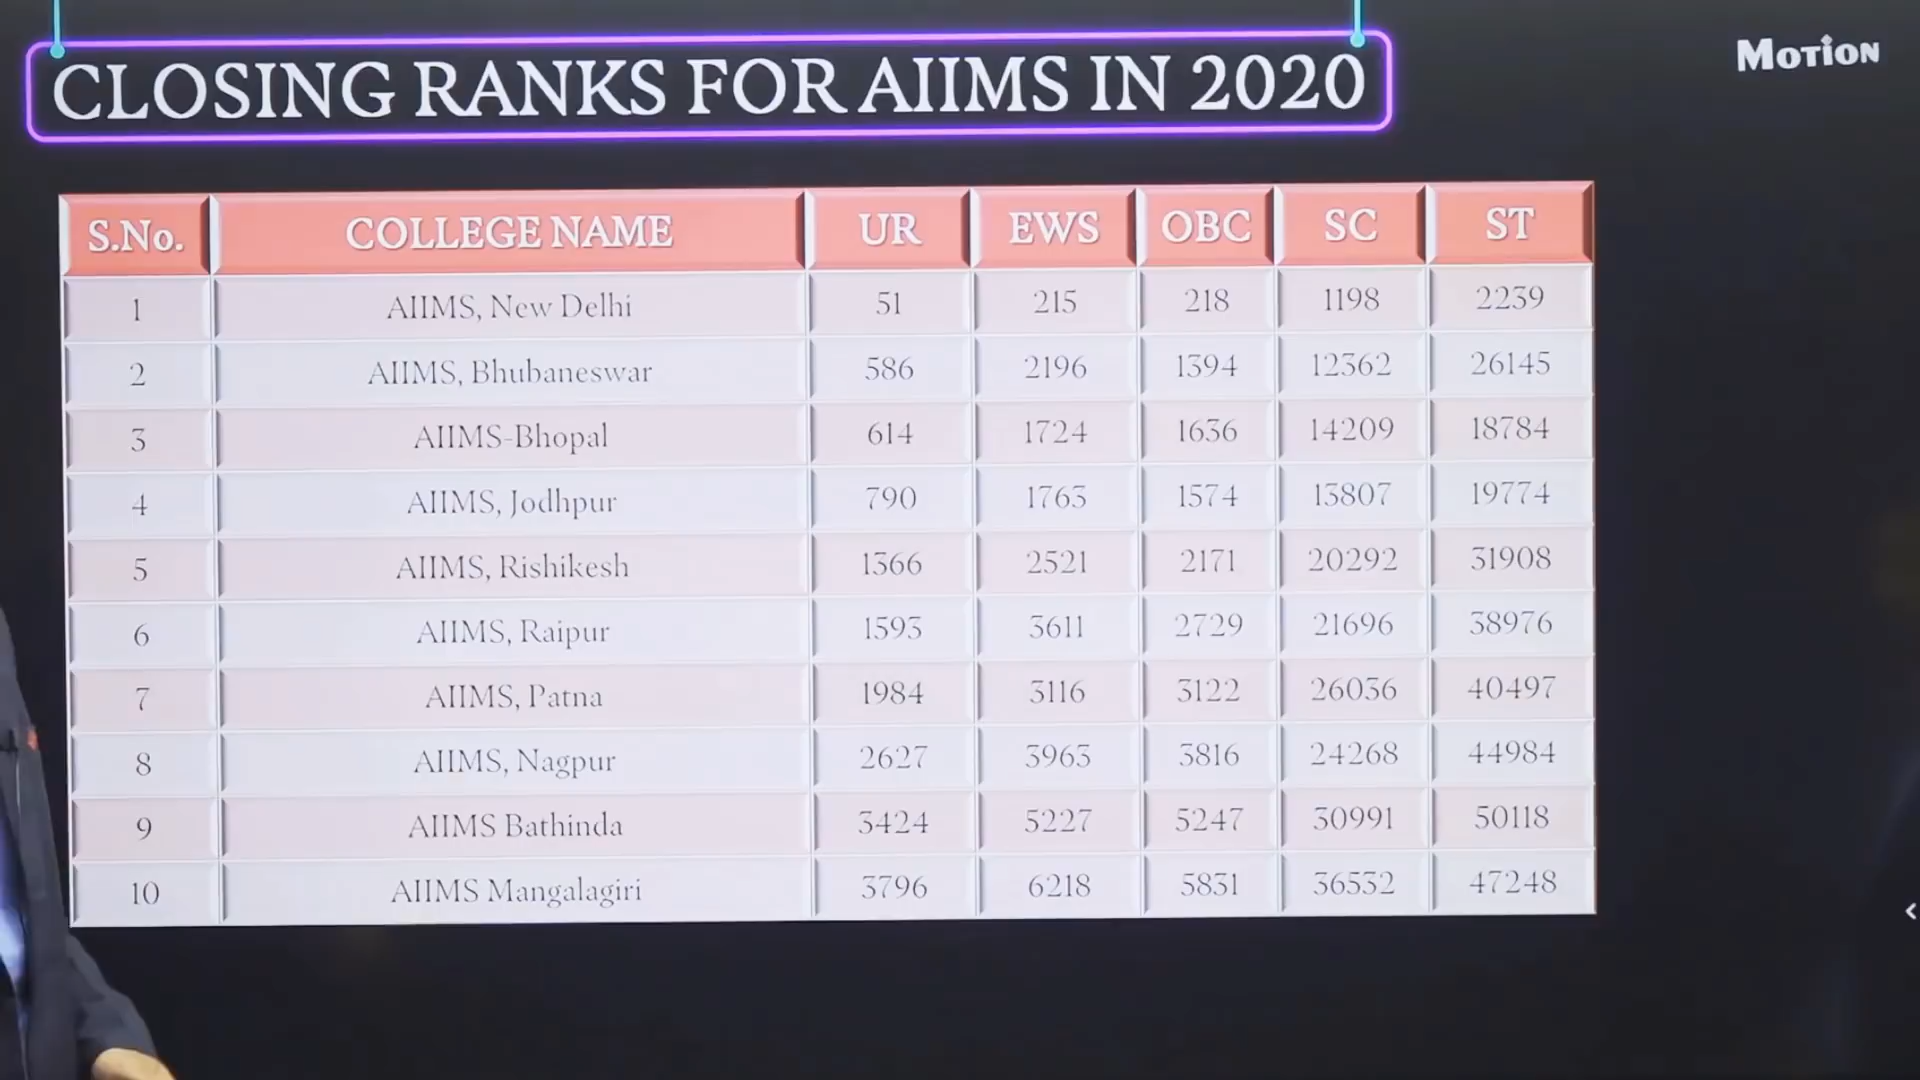 CLOSING RANKS FOR AIIMS IN 2020
MOTION
S.No. COLLEGE NAME UR EWS OBC SC ST
1 AIIMS, New Delhi 51 215 218 1198 2239
2 AIIMS, Bhubaneswar 586 2196 1394 12362 26145
3 AIIMS-Bhopal 614 1724 1636 14209 18784
4 AIIMS, Jodhpur 790 1763 1574 13807 19774
5 AIIMS, Rishikesh 1366 2521 2171 20292 31908
6 AIIMS, Raipur 1593 3611 2729 21696 38976
7 AIIMS, Patna 1984 3116 3122 26036 40497
8 AIIMS, Nagpur 2627 3963 3816 24268 44984
9 AIIMS Bathinda 3424 5227 5247 30991 50118
10 AIIMS Mangalagiri 3796 6218 5831 36532 47248